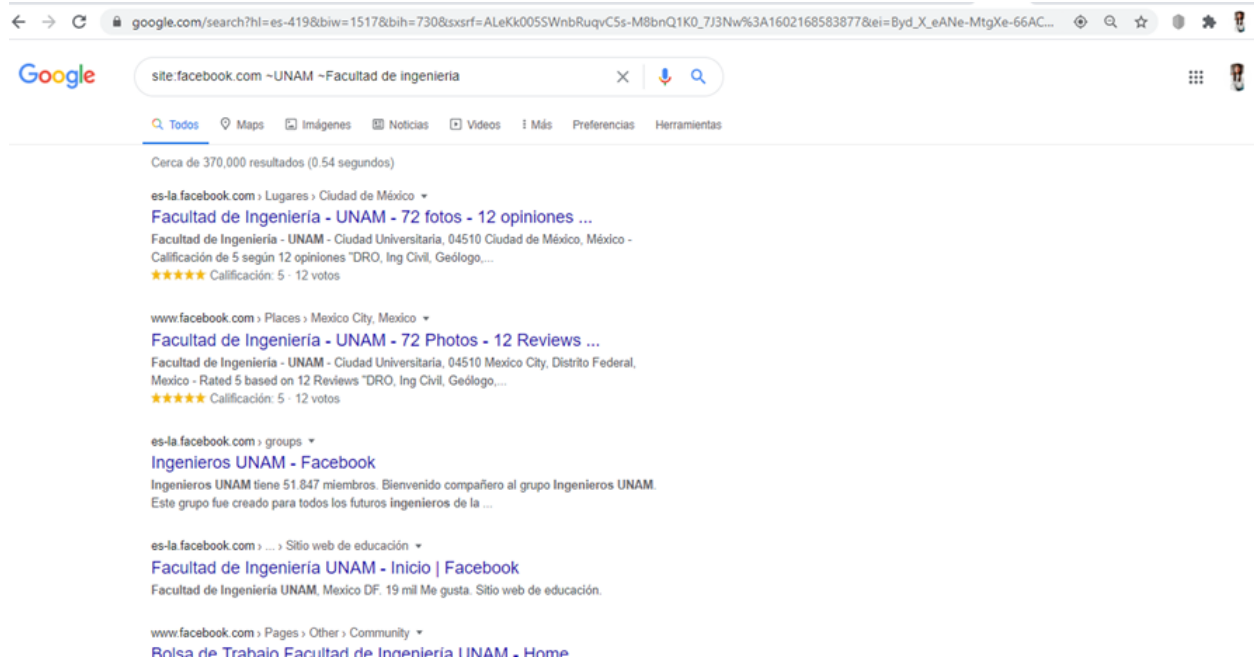 google.com/search?hl=es-419&biw=1517&bih=730&sxsrf=ALeKk005SWnbRuqvC5s-M8bnQ1K0_7J3Nw%3A1602168583877&ei=Byd_X_eANe-MtgXe-66AC...
Google
site:facebook.com ~UNAM ~Facultad de ingenieria
Todos Maps Imágenes Noticias Videos Más Preferencias Herramientas
Cerca de 370,000 resultados (0.54 segundos)
es-la.facebook.com › Lugares › Ciudad de México
Facultad de Ingeniería - UNAM - 72 fotos - 12 opiniones ...
Facultad de Ingeniería - UNAM - Ciudad Universitaria, 04510 Ciudad de México, México -
Calificación de 5 según 12 opiniones "DRO, Ing Civil, Geólogo,...
★★★★★ Calificación: 5 · 12 votos
www.facebook.com › Places › Mexico City, Mexico
Facultad de Ingeniería - UNAM - 72 Photos - 12 Reviews ...
Facultad de Ingeniería - UNAM - Ciudad Universitaria, 04510 Mexico City, Distrito Federal,
Mexico - Rated 5 based on 12 Reviews "DRO, Ing Civil, Geólogo,...
★★★★★ Calificación: 5 · 12 votos
es-la.facebook.com › groups
Ingenieros UNAM - Facebook
Ingenieros UNAM tiene 51.847 miembros. Bienvenido compañero al grupo Ingenieros UNAM.
Este grupo fue creado para todos los futuros ingenieros de la ...
es-la.facebook.com › ... › Sitio web de educación
Facultad de Ingeniería UNAM - Inicio | Facebook
Facultad de Ingeniería UNAM, Mexico DF. 19 mil Me gusta. Sitio web de educación.
www.facebook.com › Pages › Other › Community
Bolsa de Trabajo Facultad de Ingeniería UNAM - Home